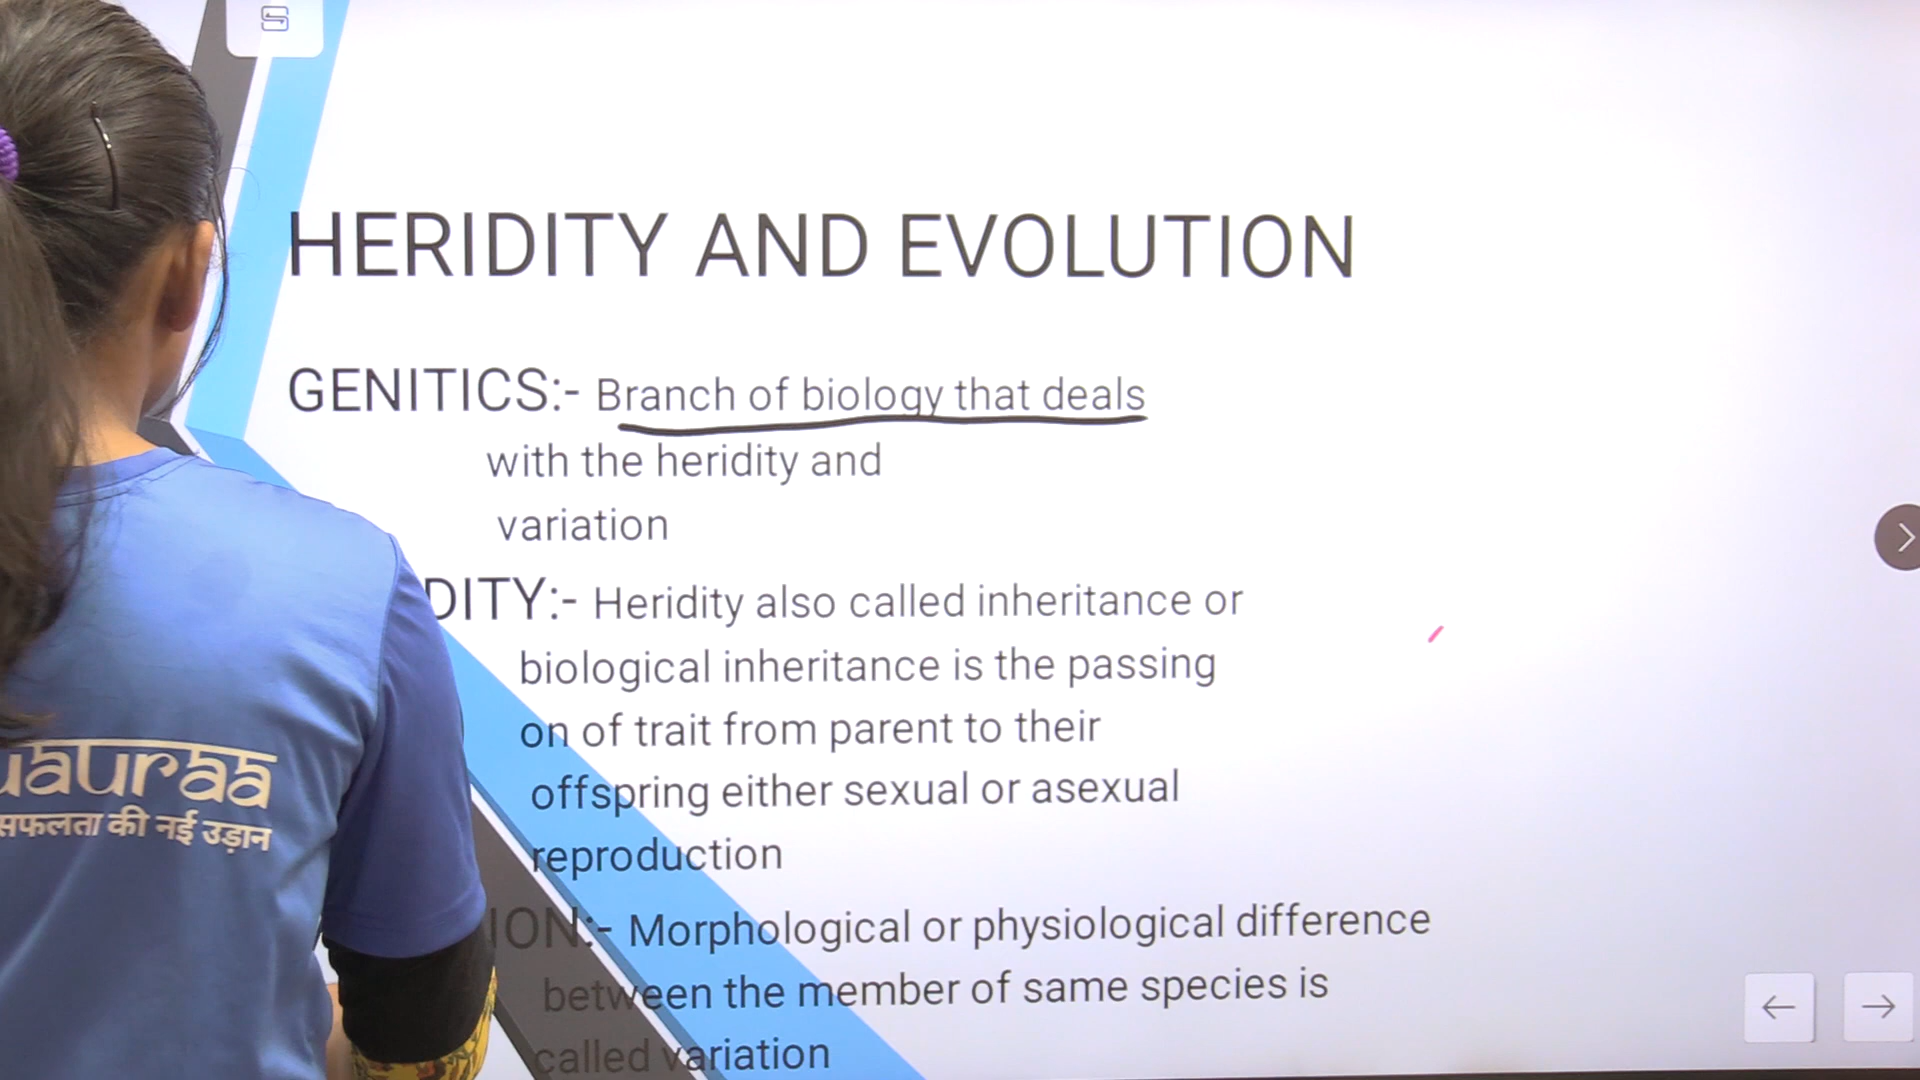 HERIDITY AND EVOLUTION
GENITICS:- Branch of biology that deals
with the heridity and
variation
DITY:- Heridity also called inheritance or
biological inheritance is the passing
on of trait from parent to their
offspring either sexual or asexual
reproduction
ION:- Morphological or physiological difference
between the member of same species is
called variation
uauraa
सफलता की नई उड़ान